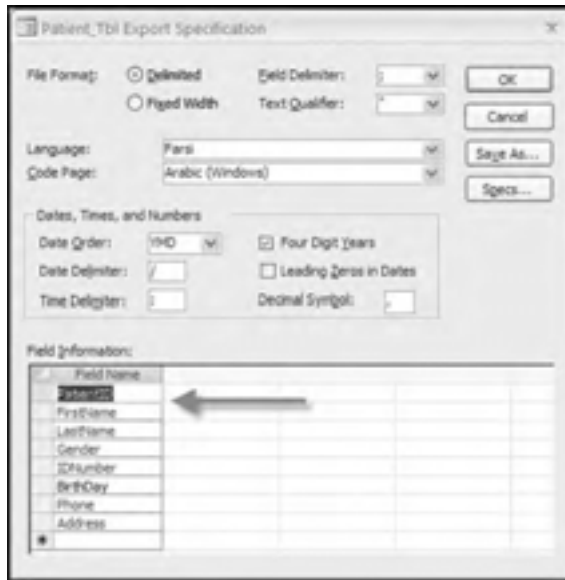 Patient_Tbl Export Specification
File Format: Delimited Field Delimiter: ;
Fixed Width Text Qualifier: "
OK
Cancel
Save As...
Specs...
Language: Farsi
Code Page: Arabic (Windows)
Dates, Times, and Numbers
Date Order: YMD Four Digit Years
Date Delimiter: / Leading Zeros in Dates
Time Delimiter: : Decimal Symbol:
Field Information:
Field Name
PatientID
FirstName
LastName
Gender
IDNumber
BirthDay
Phone
Address